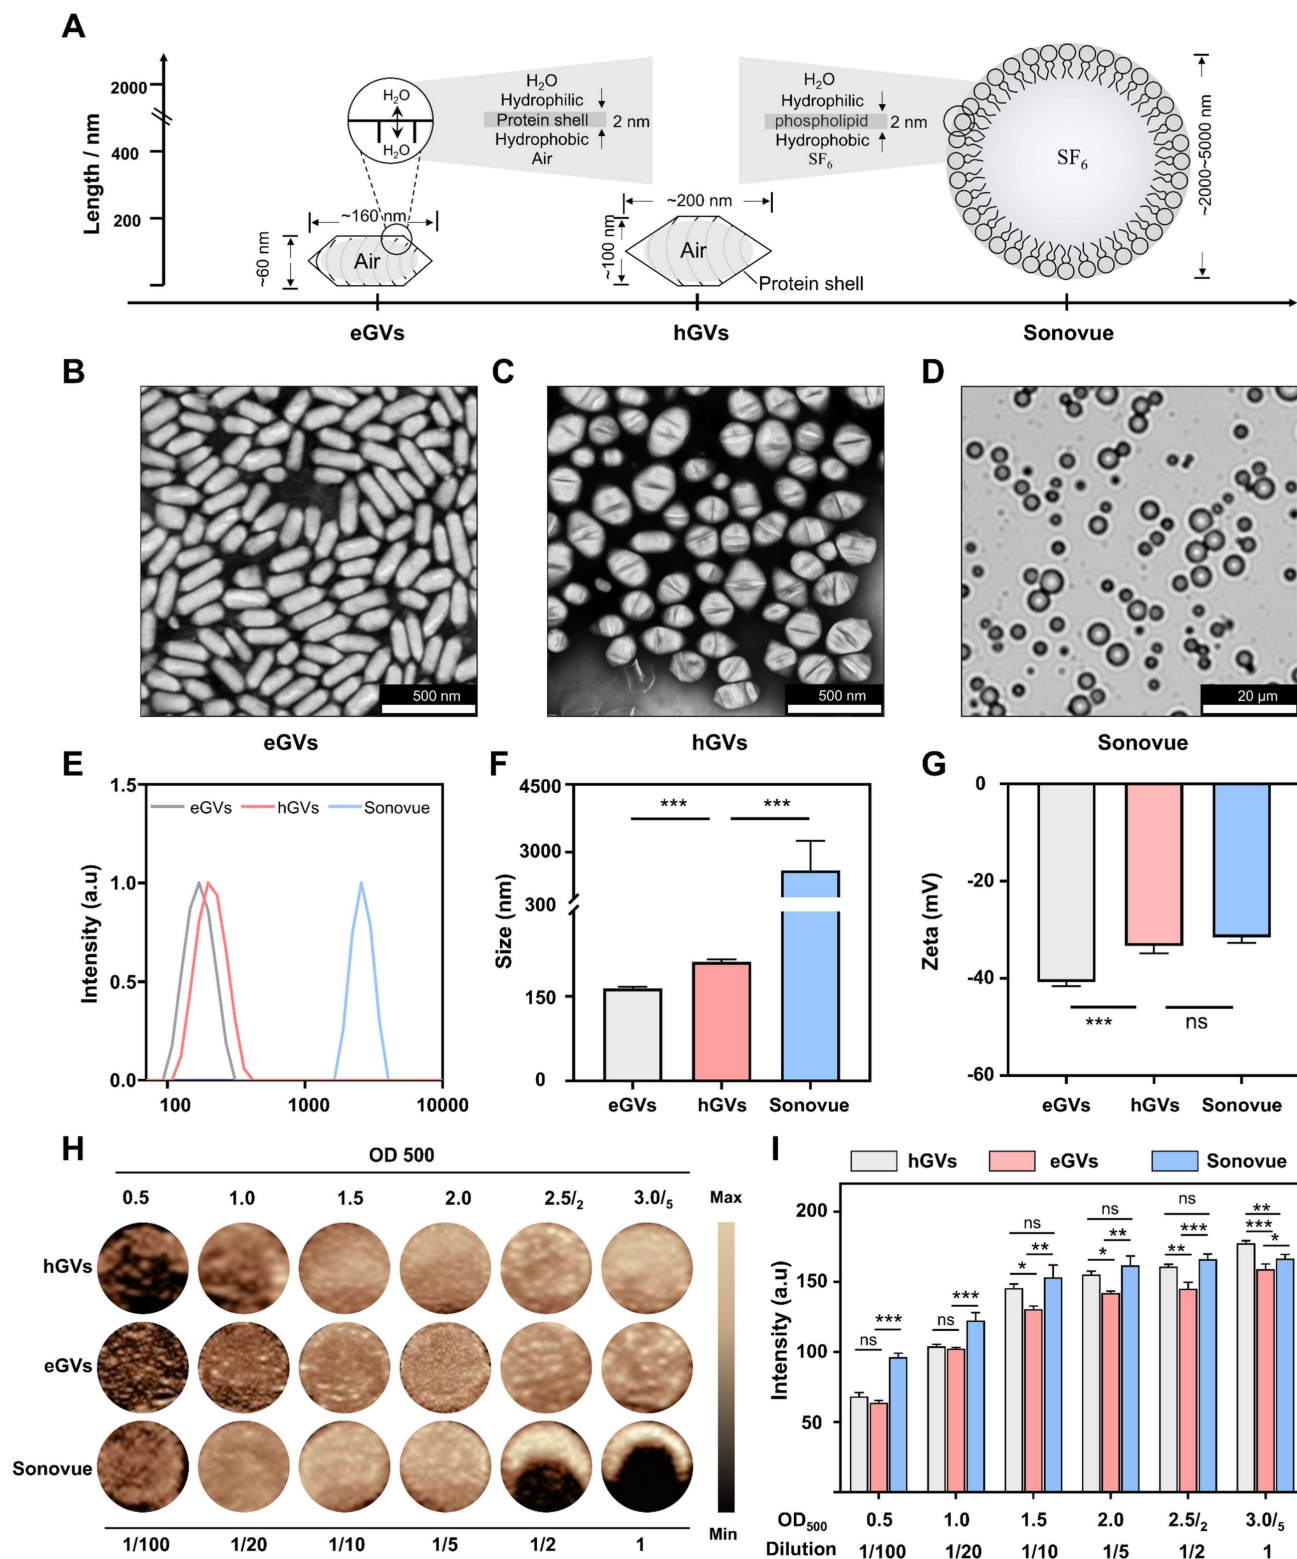 A
Length / nm
2000
400
200
H2O
H2O
H2O
Hydrophilic
Protein shell
2 nm
Hydrophobic
Air
H2O
Hydrophilic
phospholipid
2 nm
Hydrophobic
SF6
SF6
~2000~5000 nm
~160 nm
~60 nm
Air
~200 nm
~100 nm
Air
Protein shell
eGVs
hGVs
Sonovue
B
500 nm
eGVs
C
500 nm
hGVs
D
20 µm
Sonovue
E
Intensity (a.u)
1.5
1.0
0.5
0.0
eGVs
hGVs
Sonovue
100
1000
10000
F
Size (nm)
4500
3000
300
150
0
***
***
eGVs
hGVs
Sonovue
G
Zeta (mV)
0
-20
-40
-60
***
ns
eGVs
hGVs
Sonovue
H
OD 500
0.5 1.0 1.5 2.0 2.5/2 3.0/5
Max
hGVs
eGVs
Sonovue
Min
1/100 1/20 1/10 1/5 1/2 1
I
hGVs eGVs Sonovue
Intensity (a.u)
200
150
100
50
ns ***
ns ***
ns * **
ns * **
ns ** ***
** *** *
OD500 0.5 1.0 1.5 2.0 2.5/2 3.0/5
Dilution 1/100 1/20 1/10 1/5 1/2 1